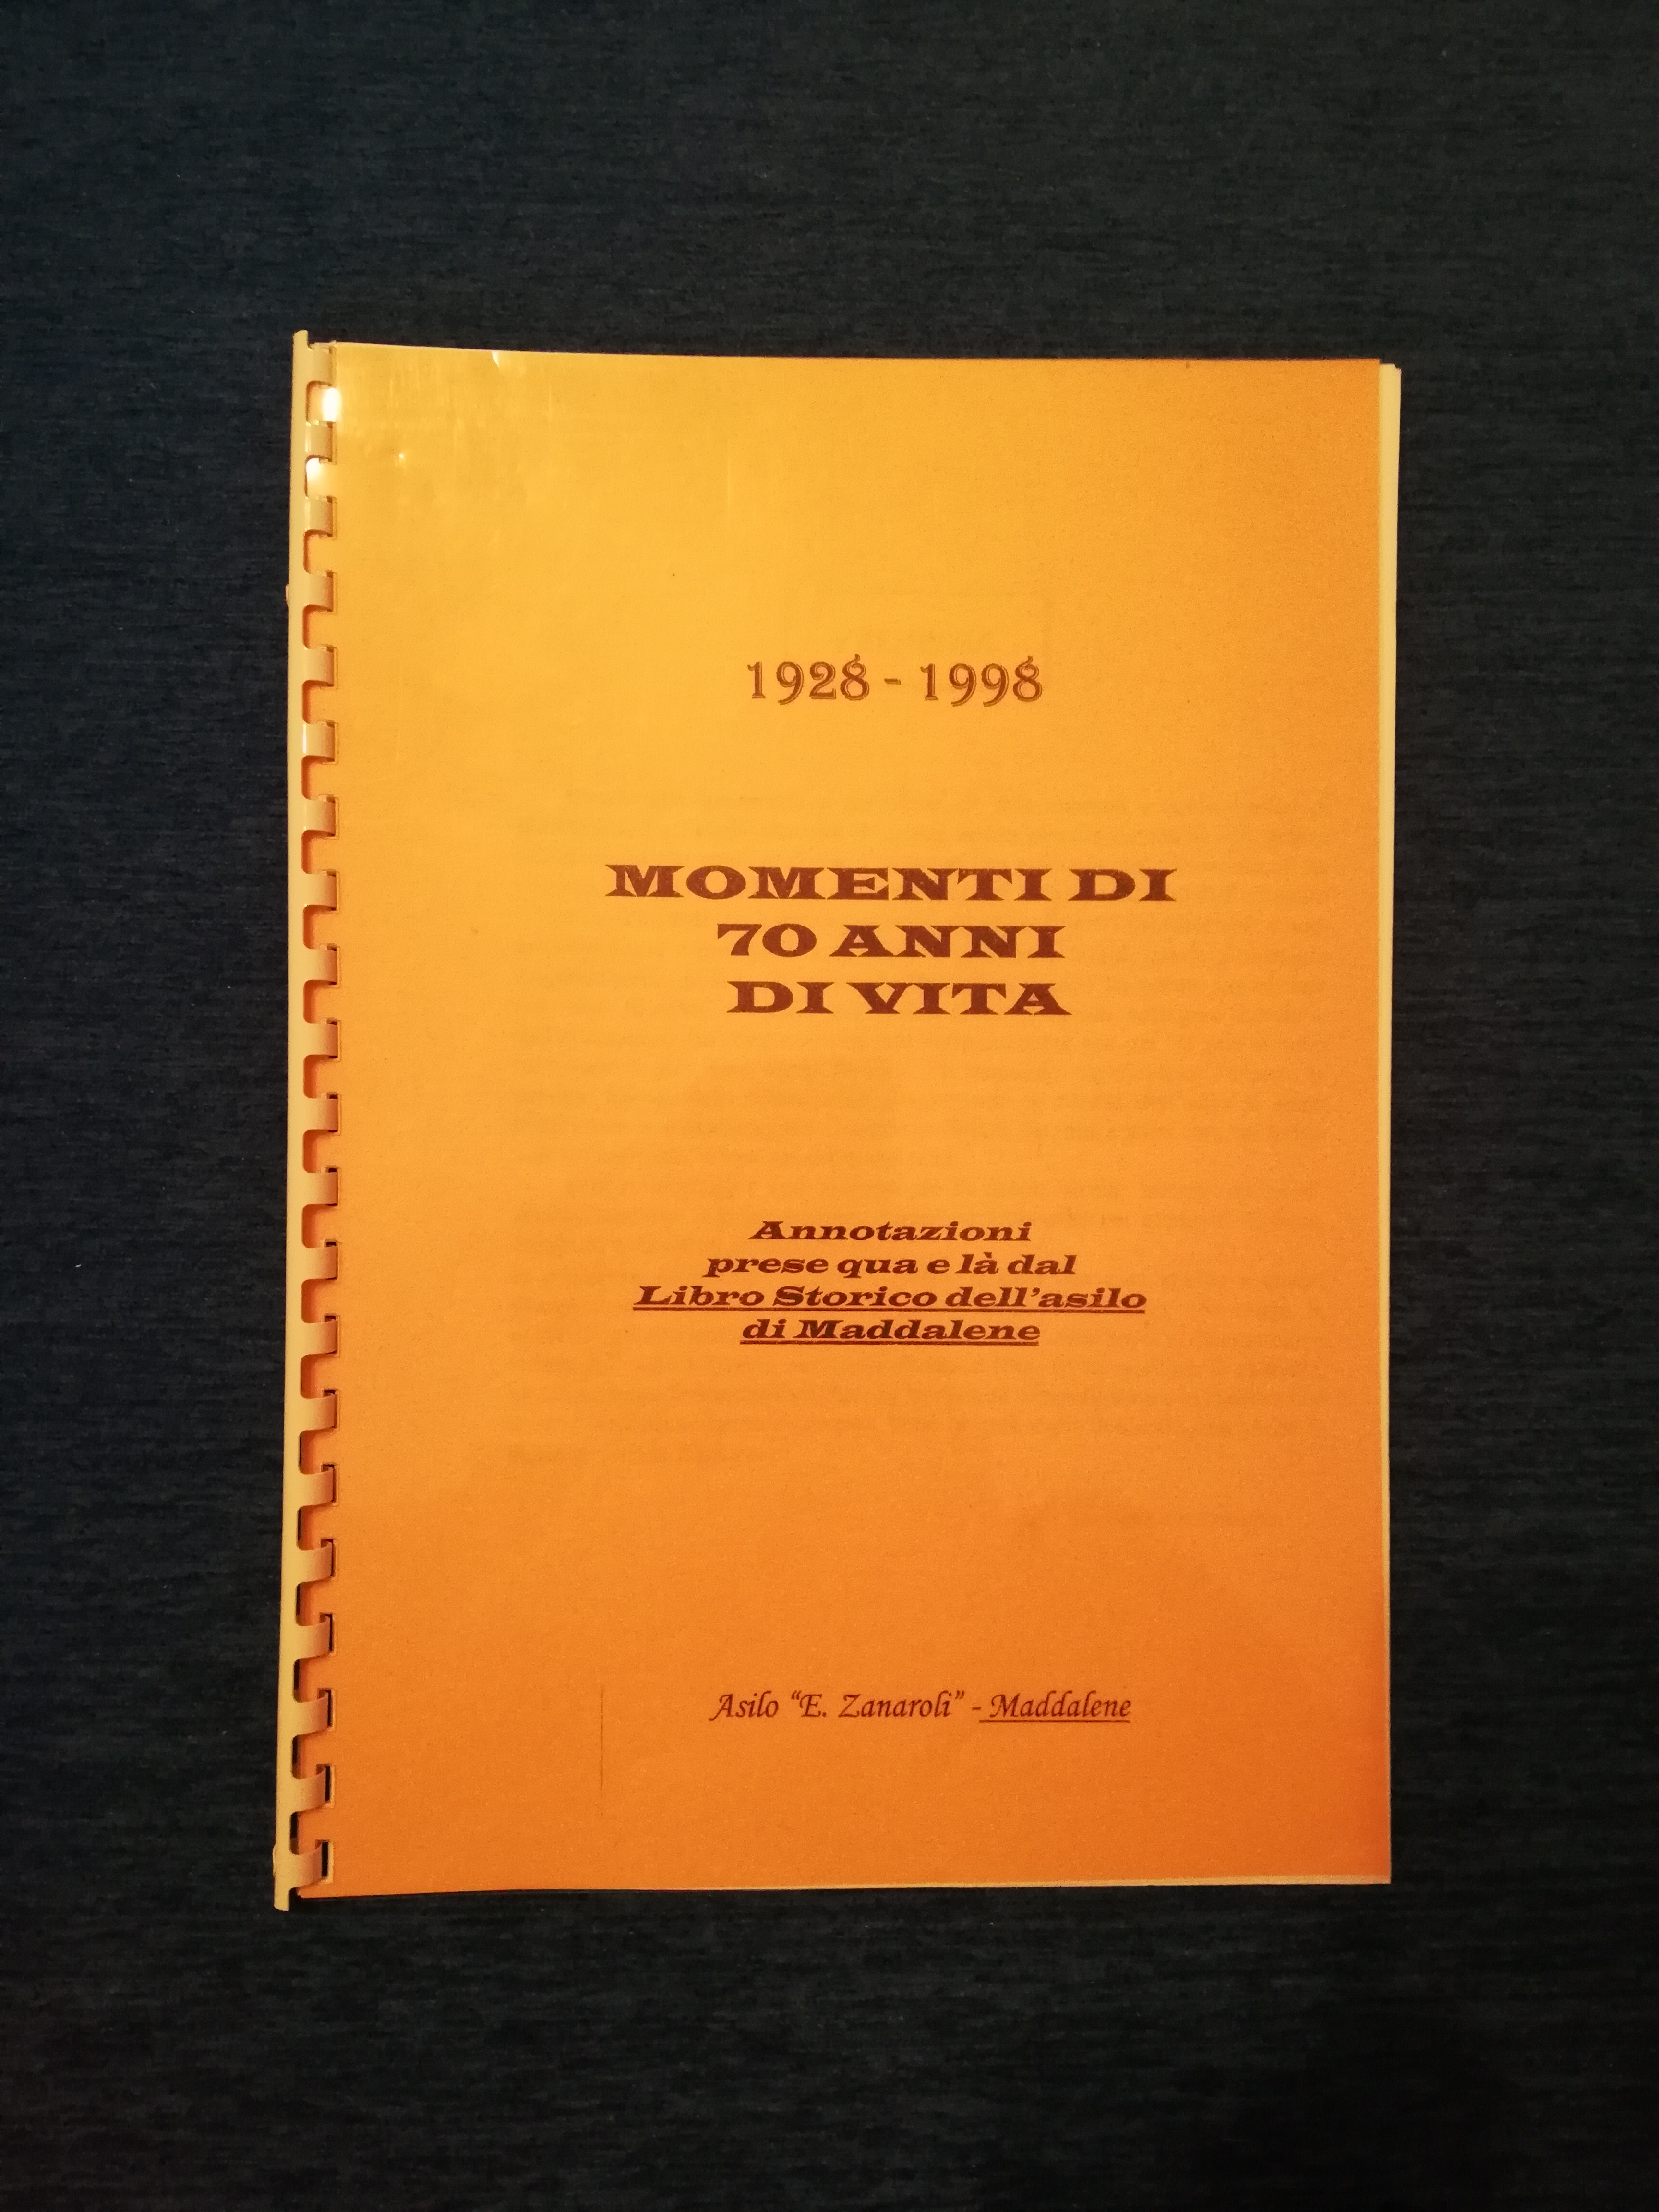 1928 - 1998
MOMENTI DI
70 ANNI
DI VITA
Annotazioni
prese qua e là dal
Libro Storico dell'asilo
di Maddalene
Asilo “E. Zanaroli” - Maddalene